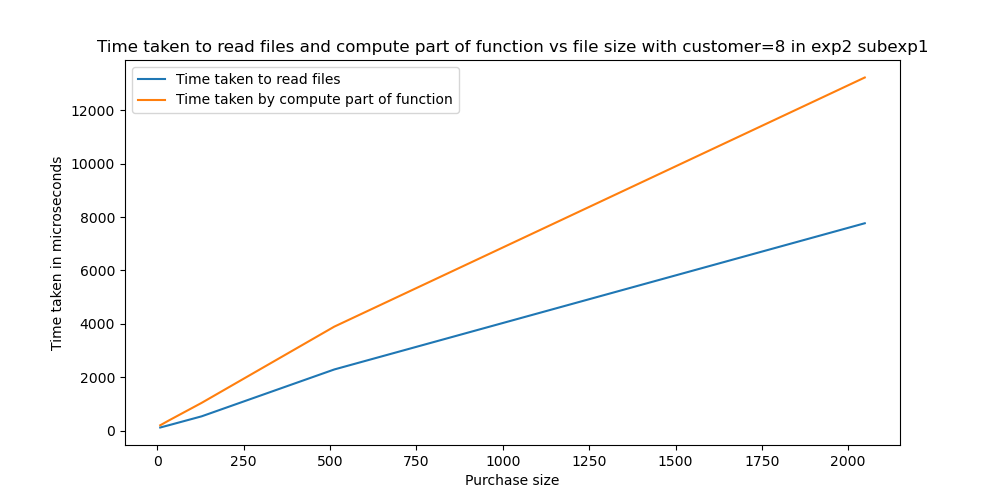 Time taken to read files and compute part of function vs file size with customer=8 in exp2 subexp1
Time taken to read files
Time taken by compute part of function
Time taken in microseconds
12000
10000
8000
6000
4000
2000
0
0 250 500 750 1000 1250 1500 1750 2000
Purchase size